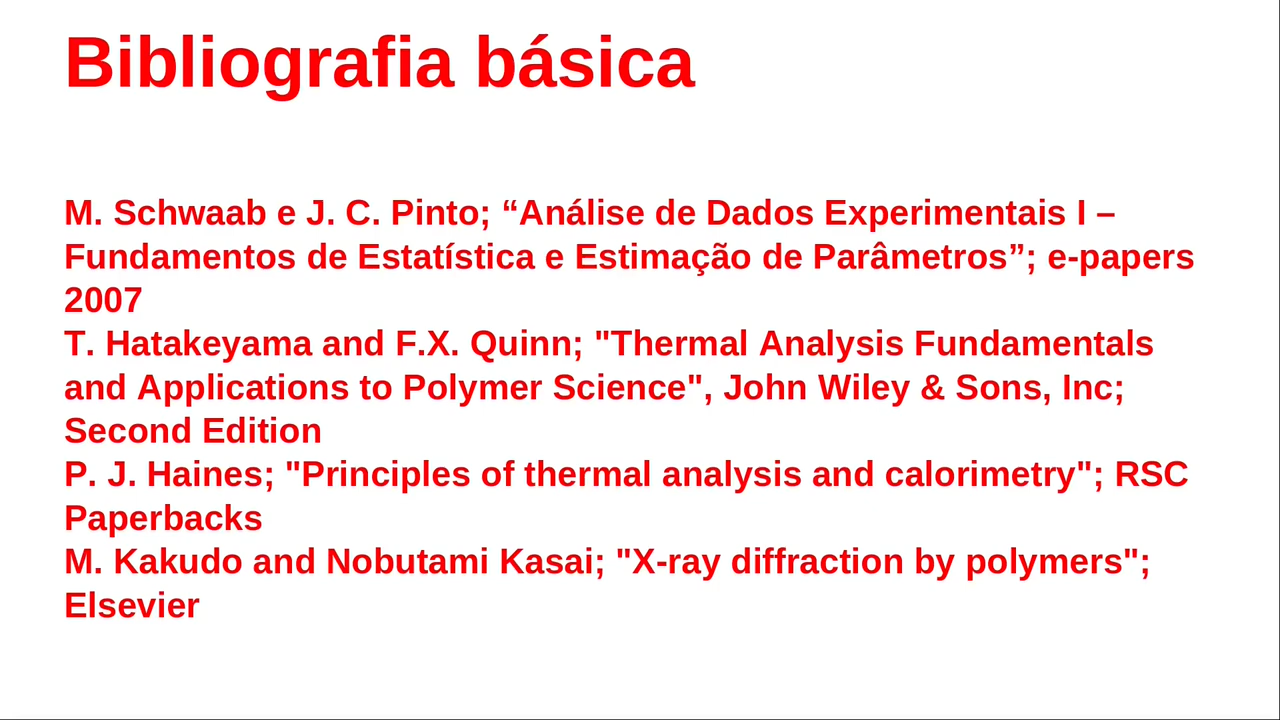 Bibliografia básica
M. Schwaab e J. C. Pinto; “Análise de Dados Experimentais I –
Fundamentos de Estatística e Estimação de Parâmetros”; e-papers
2007
T. Hatakeyama and F.X. Quinn; "Thermal Analysis Fundamentals
and Applications to Polymer Science", John Wiley & Sons, Inc;
Second Edition
P. J. Haines; "Principles of thermal analysis and calorimetry"; RSC
Paperbacks
M. Kakudo and Nobutami Kasai; "X-ray diffraction by polymers";
Elsevier